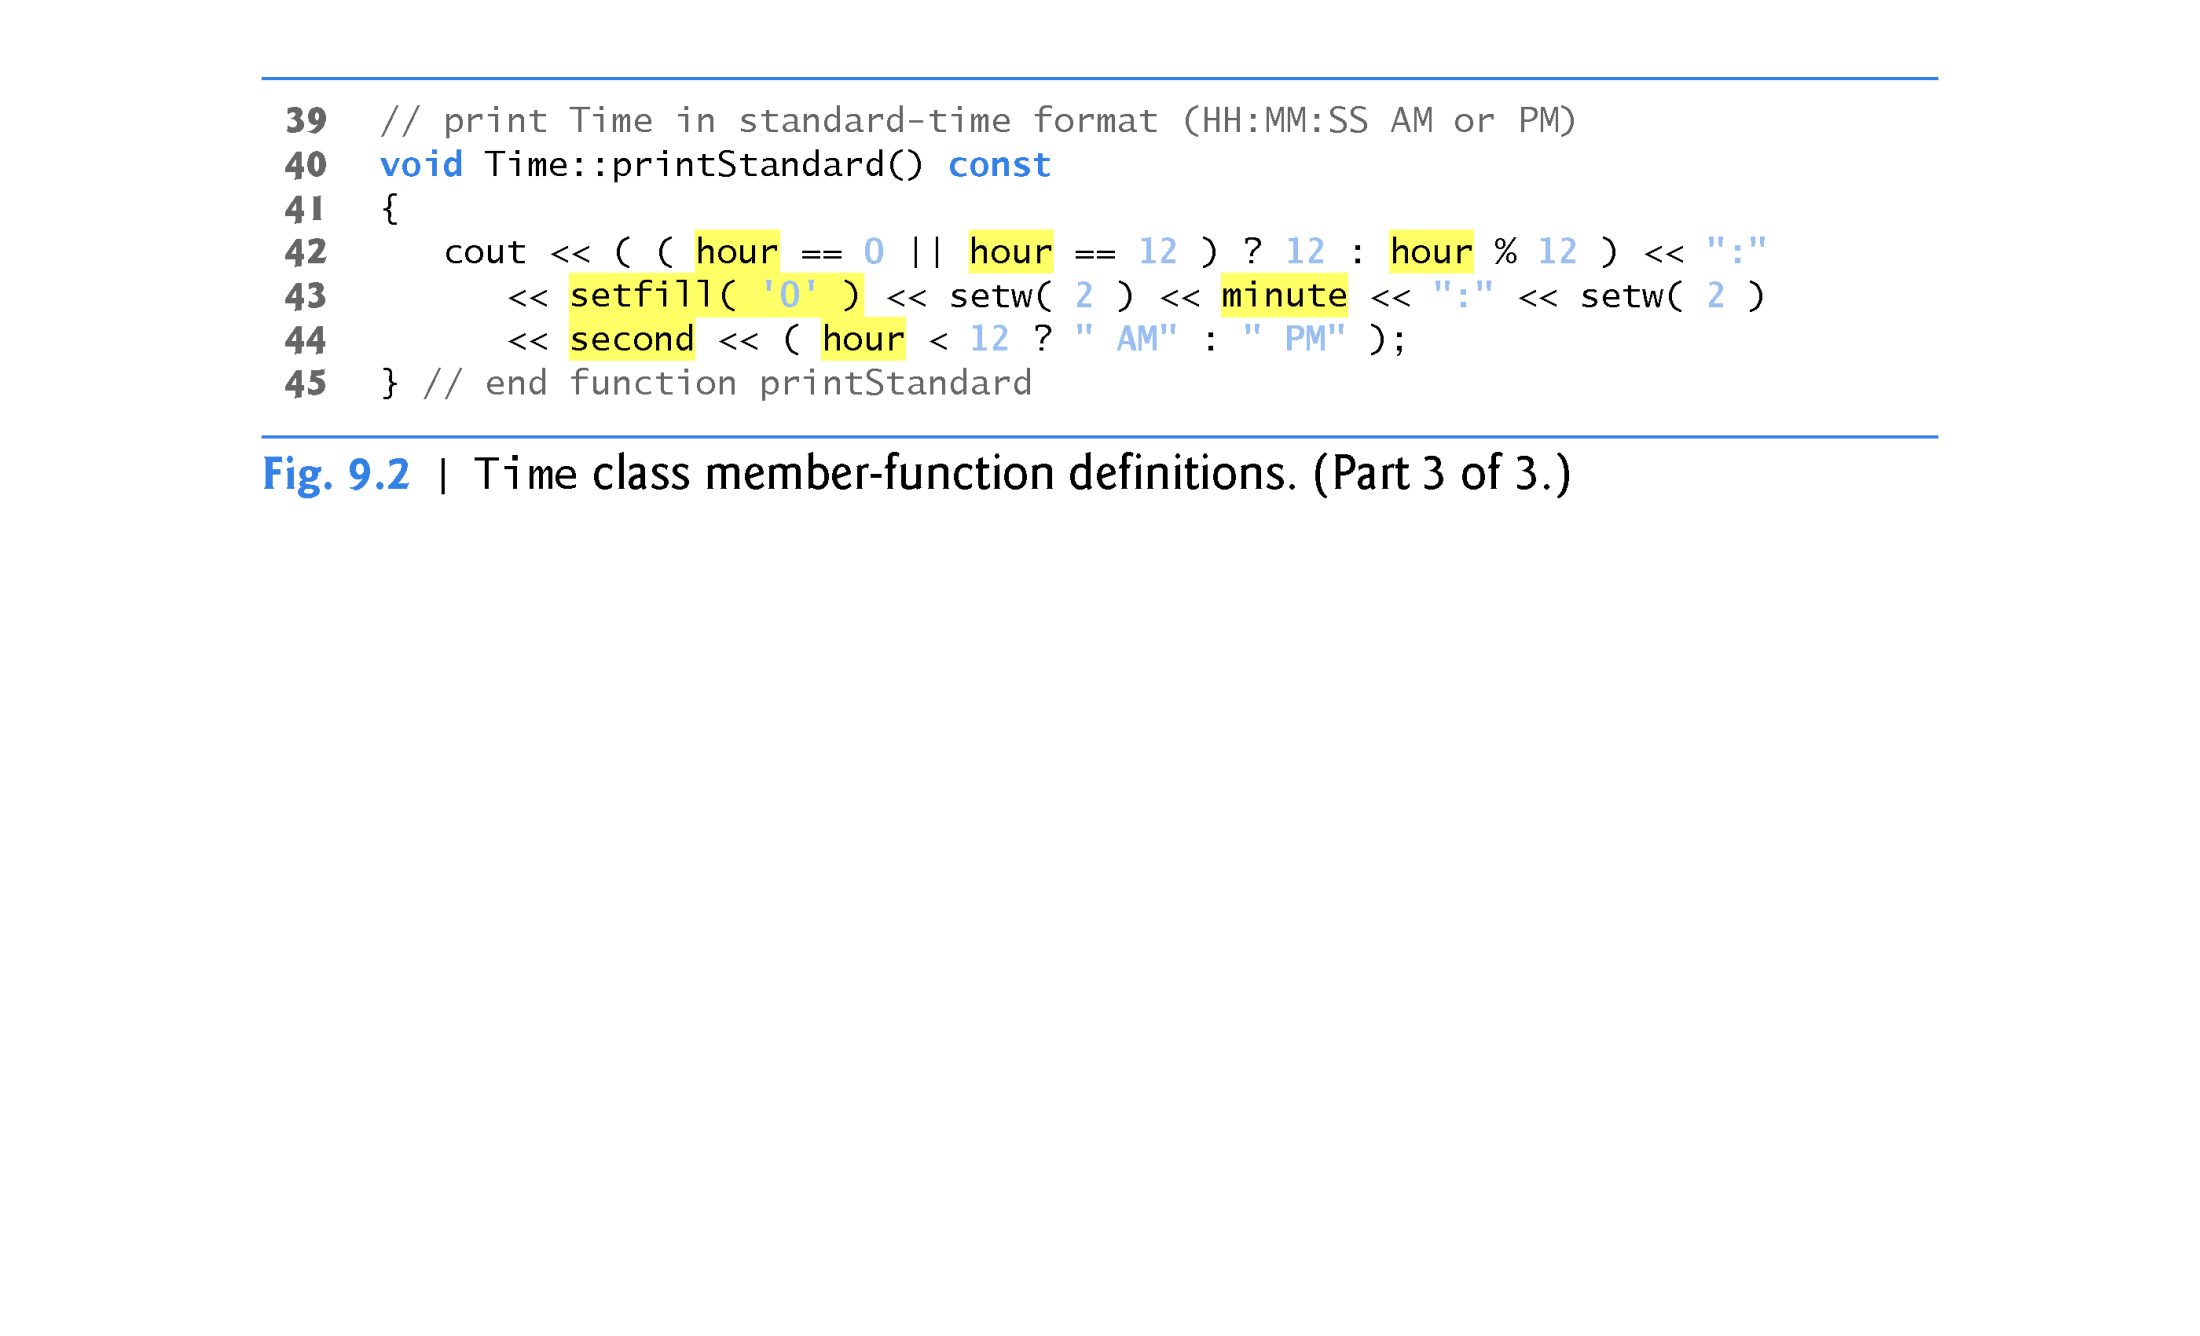 39 // print Time in standard-time format (HH:MM:SS AM or PM)
40 void Time::printStandard() const
41 {
42    cout << ( ( hour == 0 || hour == 12 ) ? 12 : hour % 12 ) << ":"
43       << setfill( '0' ) << setw( 2 ) << minute << ":" << setw( 2 )
44       << second << ( hour < 12 ? " AM" : " PM" );
45 } // end function printStandard
Fig. 9.2 | Time class member-function definitions. (Part 3 of 3.)